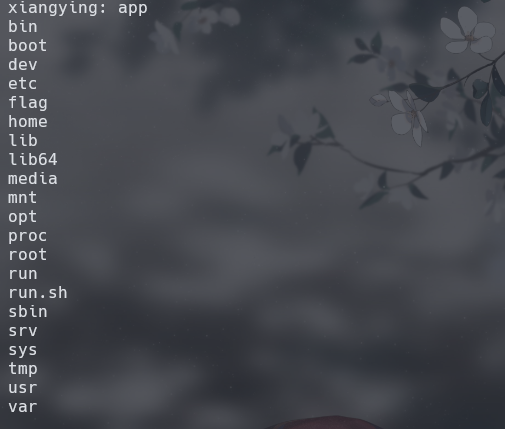 xiangying: app
bin
boot
dev
etc
flag
home
lib
lib64
media
mnt
opt
proc
root
run
run.sh
sbin
srv
sys
tmp
usr
var